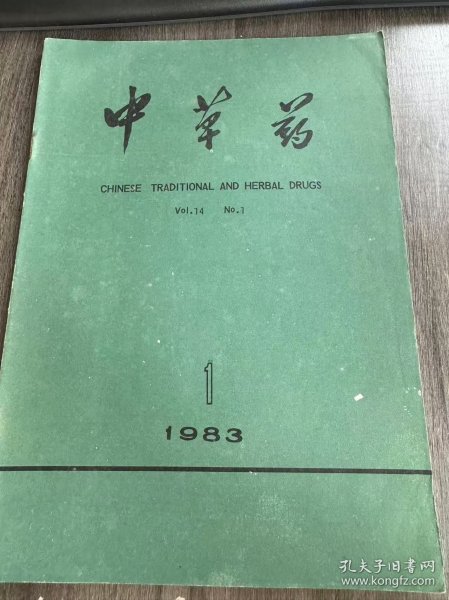 中草药
CHINESE TRADITIONAL AND HERBAL DRUGS
Vol.14 No.1
1
1983
孔夫子旧书网
www.kongfz.com